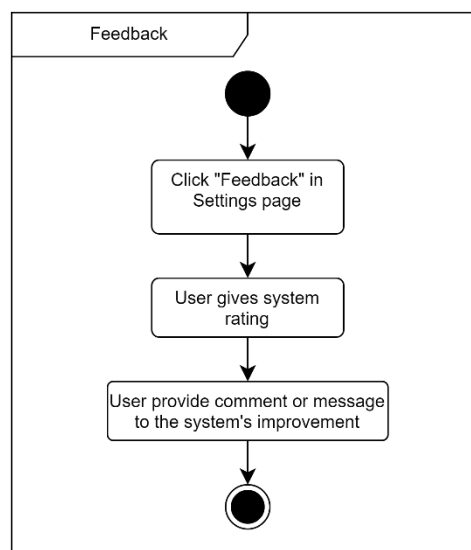 Feedback
Click "Feedback" in
Settings page
User gives system
rating
User provide comment or message
to the system's improvement